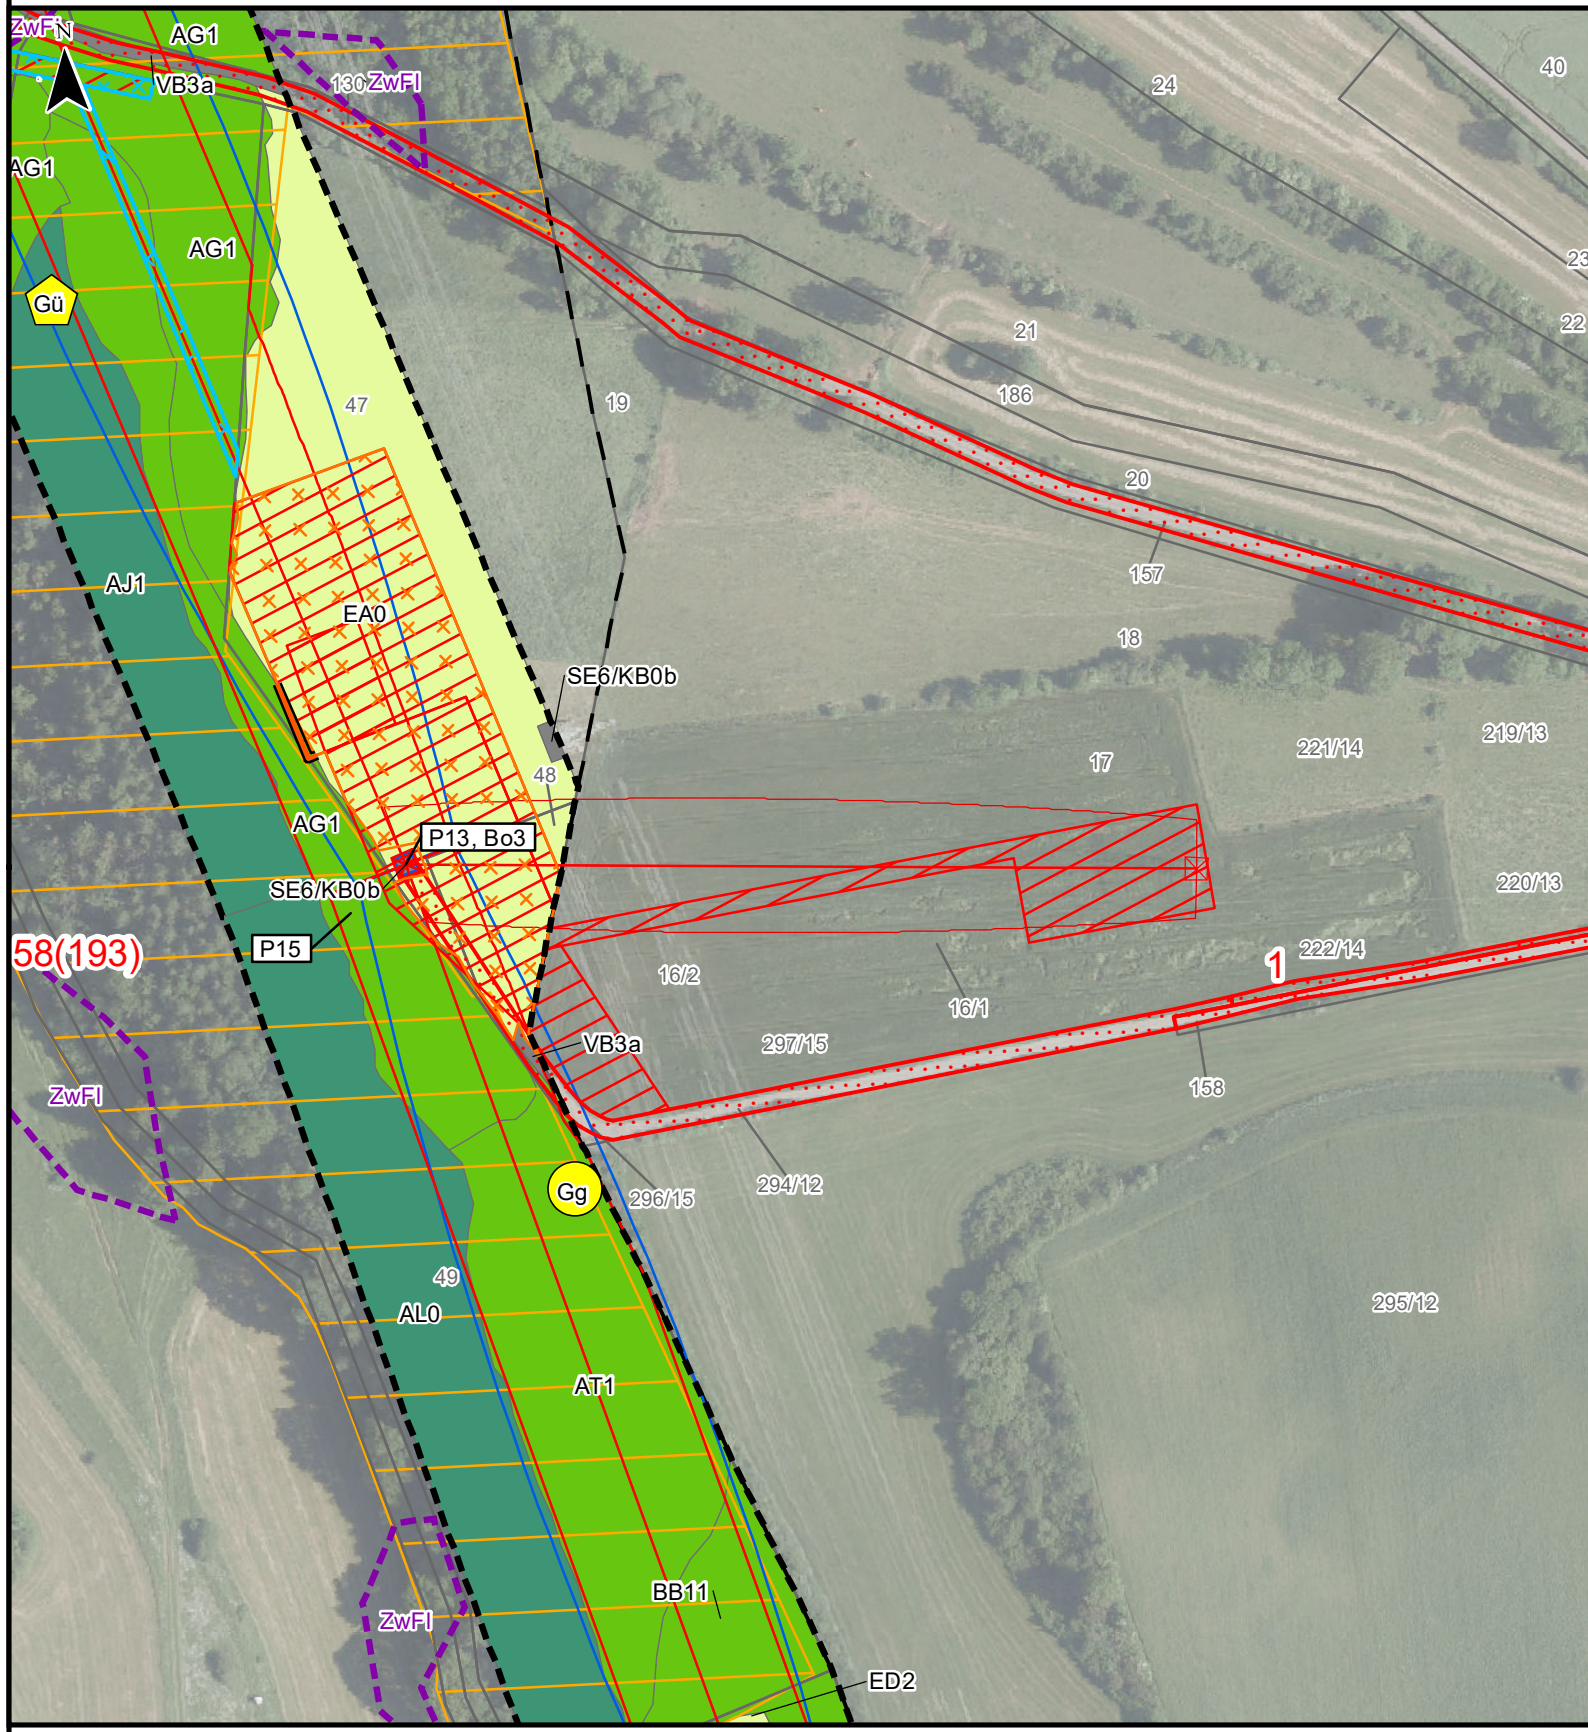 ZwFl
N
AG1
VB3a
130
ZwFl
24
40
AG1
AG1
23
Gü
22
21
47
19
186
20
157
AJ1
EA0
18
SE6/KB0b
219/13
221/14
17
48
AG1
P13, Bo3
SE6/KB0b
220/13
P15
58(193)
222/14
1
16/2
16/1
VB3a
297/15
158
ZwFl
294/12
Gg
296/15
49
295/12
AL0
AT1
BB11
ZwFl
ED2